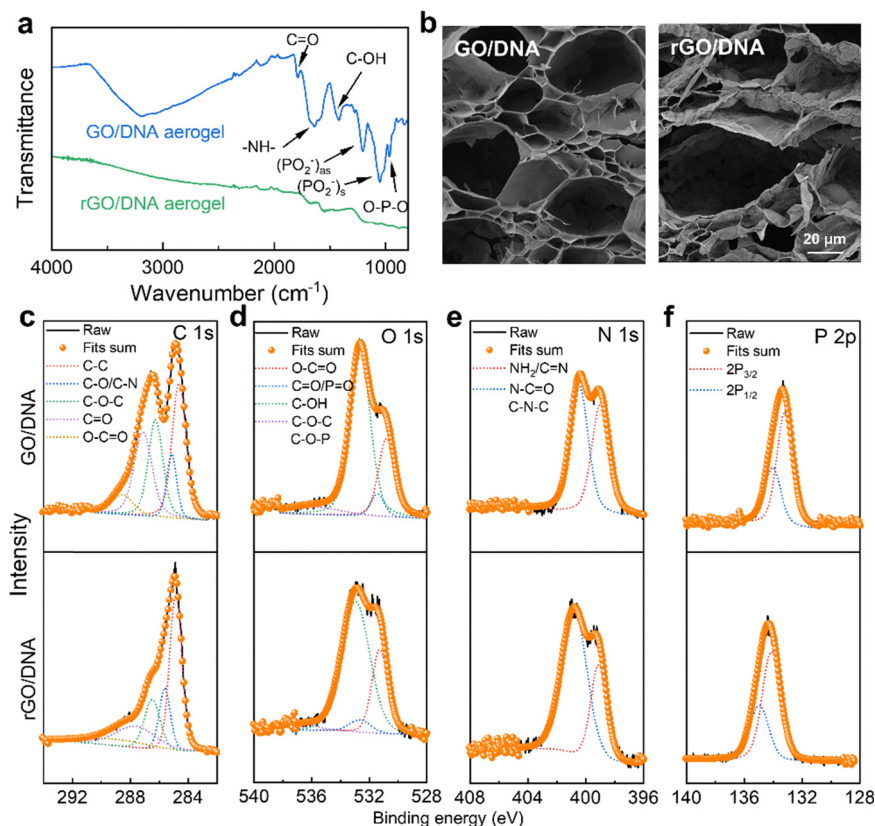 a
C=O
C-OH
GO/DNA aerogel
-NH-
(PO₂⁻)as
(PO₂⁻)s
O-P-O
rGO/DNA aerogel
Transmittance
4000 3000 2000 1000
Wavenumber (cm⁻¹)
b
GO/DNA
rGO/DNA
20 µm
c
C 1s
Raw
Fits sum
C-C
C-O/C-N
C-O-C
C=O
O-C=O
d
O 1s
Raw
Fits sum
O-C=O
C=O/P=O
C-OH
C-O-C
C-O-P
e
N 1s
Raw
Fits sum
NH₂/C=N
N-C=O
C-N-C
f
P 2p
Raw
Fits sum
2P₃/₂
2P₁/₂
GO/DNA
Intensity
rGO/DNA
292 288 284
540 536 532 528
408 404 400 396
140 136 132 128
Binding energy (eV)